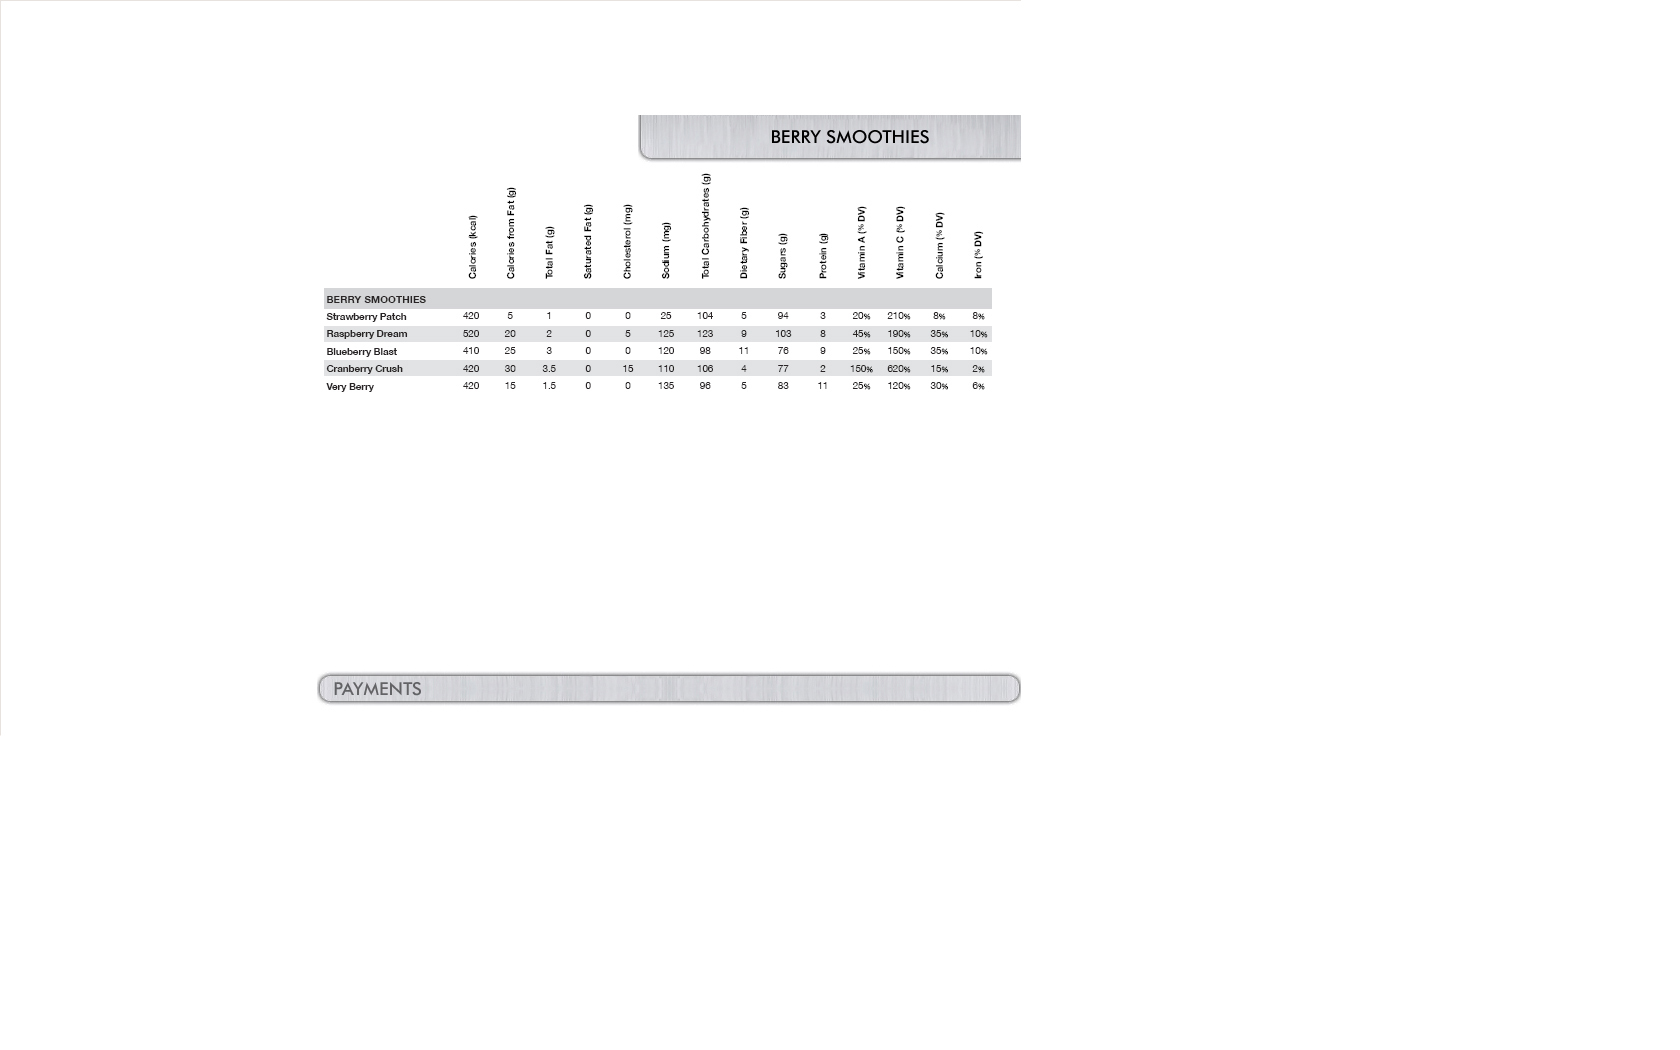 BERRY SMOOTHIES
Calories (kcal) Calories from Fat (g) Total Fat (g) Saturated Fat (g) Cholesterol (mg) Sodium (mg) Total Carbohydrates (g) Dietary Fiber (g) Sugars (g) Protein (g) Vitamin A (% DV) Vitamin C (% DV) Calcium (% DV) Iron (% DV)
BERRY SMOOTHIES
Strawberry Patch 420 5 1 0 0 25 104 5 94 3 20% 210% 8% 8%
Raspberry Dream 520 20 2 0 5 125 123 9 103 8 45% 190% 35% 10%
Blueberry Blast 410 25 3 0 0 120 98 11 76 9 25% 150% 35% 10%
Cranberry Crush 420 30 3.5 0 15 110 106 4 77 2 150% 620% 15% 2%
Very Berry 420 15 1.5 0 0 135 96 5 83 11 25% 120% 30% 6%
PAYMENTS